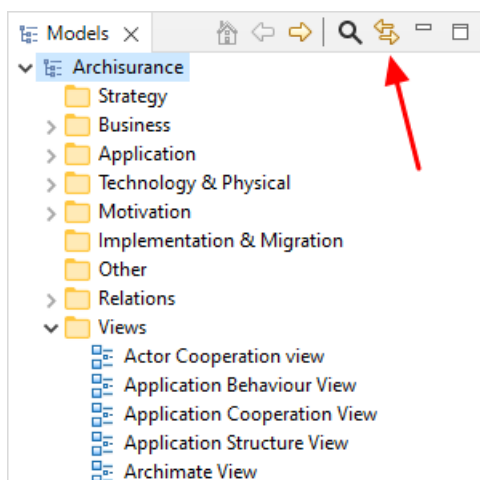 Models
Archisurance
Strategy
Business
Application
Technology & Physical
Motivation
Implementation & Migration
Other
Relations
Views
Actor Cooperation view
Application Behaviour View
Application Cooperation View
Application Structure View
Archimate View